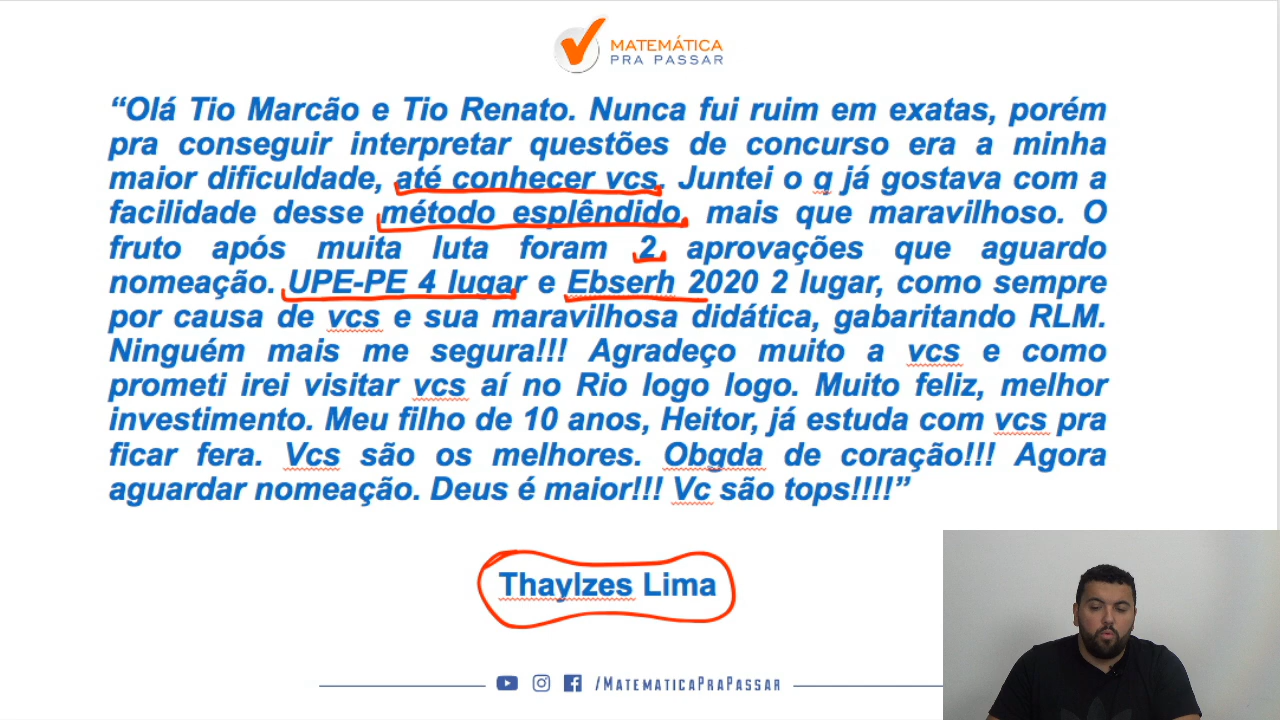 MATEMÁTICA
PRA PASSAR
“Olá Tio Marcão e Tio Renato. Nunca fui ruim em exatas, porém
pra conseguir interpretar questões de concurso era a minha
maior dificuldade, até conhecer vcs. Juntei o q já gostava com a
facilidade desse método esplêndido, mais que maravilhoso. O
fruto após muita luta foram 2 aprovações que aguardo
nomeação. UPE-PE 4 lugar e Ebserh 2020 2 lugar, como sempre
por causa de vcs e sua maravilhosa didática, gabaritando RLM.
Ninguém mais me segura!!! Agradeço muito a vcs e como
prometi irei visitar vcs aí no Rio logo logo. Muito feliz, melhor
investimento. Meu filho de 10 anos, Heitor, já estuda com vcs pra
ficar fera. Vcs são os melhores. Obgda de coração!!! Agora
aguardar nomeação. Deus é maior!!! Vc são tops!!!!”
Thaylzes Lima
/MatematicaPraPassar